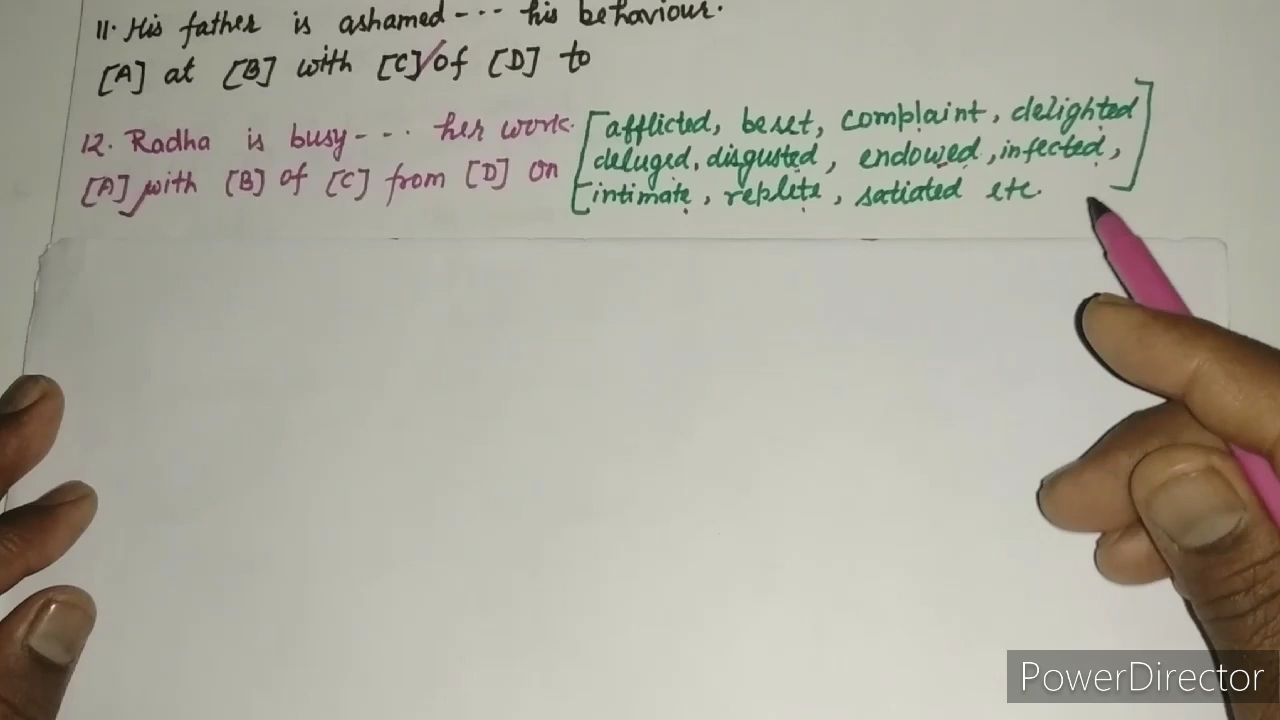 11. His father is ashamed --- his behaviour.
[A] at [B] with [C] of [D] to
12. Radha is busy --- her work. [afflicted, beset, complaint, delighted
[A] with [B] of [C] from [D] on deluged, disgusted, endowed, infected,
intimate, replete, satiated etc.]
PowerDirector